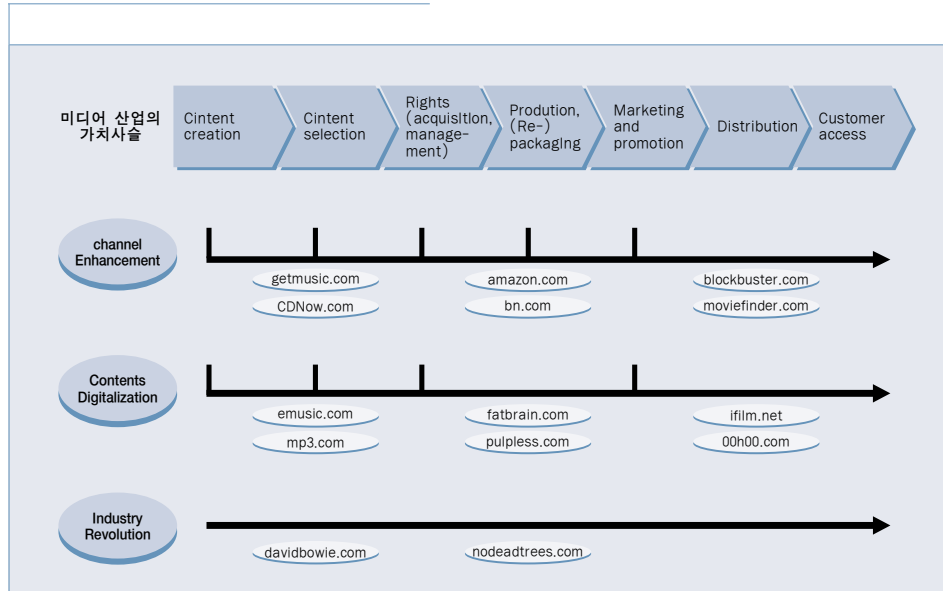 미디어 산업의
가치사슬
Cintent
creation
Cintent
selection
Rights
(acquisition,
manage-
ment)
Prodution,
(Re-)
packaging
Marketing
and
promotion
Distribution
Customer
access
channel
Enhancement
getmusic.com
amazon.com
blockbuster.com
CDNow.com
bn.com
moviefinder.com
Contents
Digitalization
emusic.com
fatbrain.com
ifilm.net
mp3.com
pulpless.com
00h00.com
Industry
Revolution
davidbowie.com
nodeadtrees.com